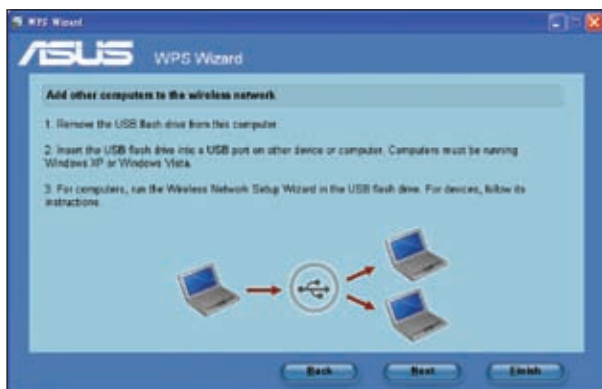 WPS Wizard
ASUS WPS Wizard
Add other computers to the wireless network
1. Remove the USB flash drive from this computer.
2. Insert the USB flash drive into a USB port on other device or computer. Computers must be running
Windows XP or Windows Vista.
3. For computers, run the Wireless Network Setup Wizard in the USB flash drive. For devices, follow its
instructions.
Back Next Finish